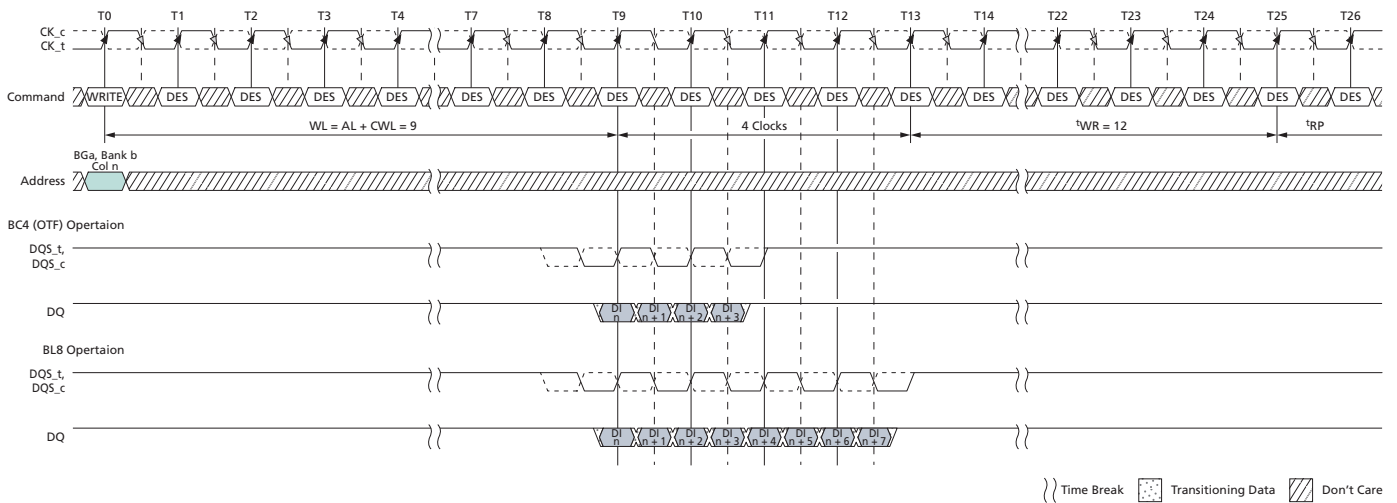 T0 T1 T2 T3 T4 T7 T8 T9 T10 T11 T12 T13 T14 T22 T23 T24 T25 T26
CK_c
CK_t
Command WRITE DES DES DES DES DES DES DES DES DES DES DES DES DES DES DES DES DES
WL = AL + CWL = 9 4 Clocks tWR = 12 tRP
BGa, Bank b
Col n
Address
BC4 (OTF) Opertaion
DQS_t,
DQS_c
DQ DI n DI n + 1 DI n + 2 DI n + 3
BL8 Opertaion
DQS_t,
DQS_c
DQ DI n DI n + 1 DI n + 2 DI n + 3 DI n + 4 DI n + 5 DI n + 6 DI n + 7
Time Break Transitioning Data Don't Care